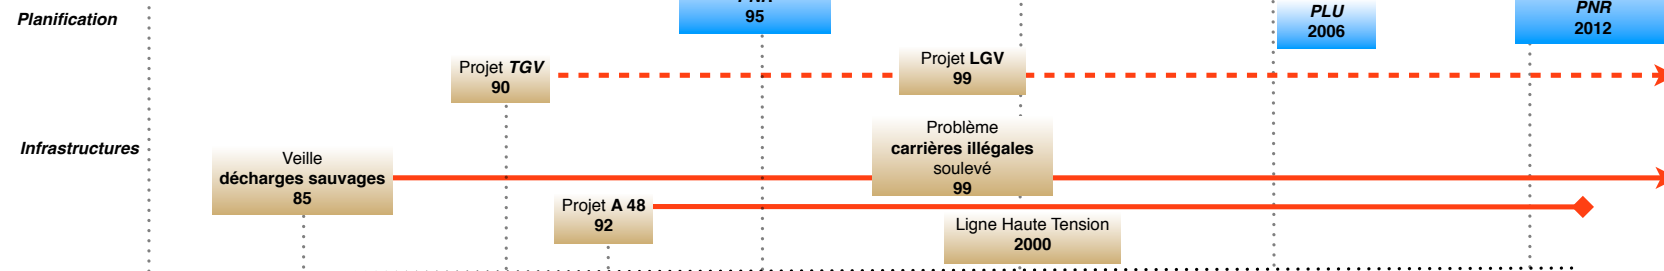 Planification
95
PLU
2006
PNR
2012
Projet TGV
90
Projet LGV
99
Infrastructures
Veille
décharges sauvages
85
Problème
carrières illégales
soulevé
99
Projet A 48
92
Ligne Haute Tension
2000